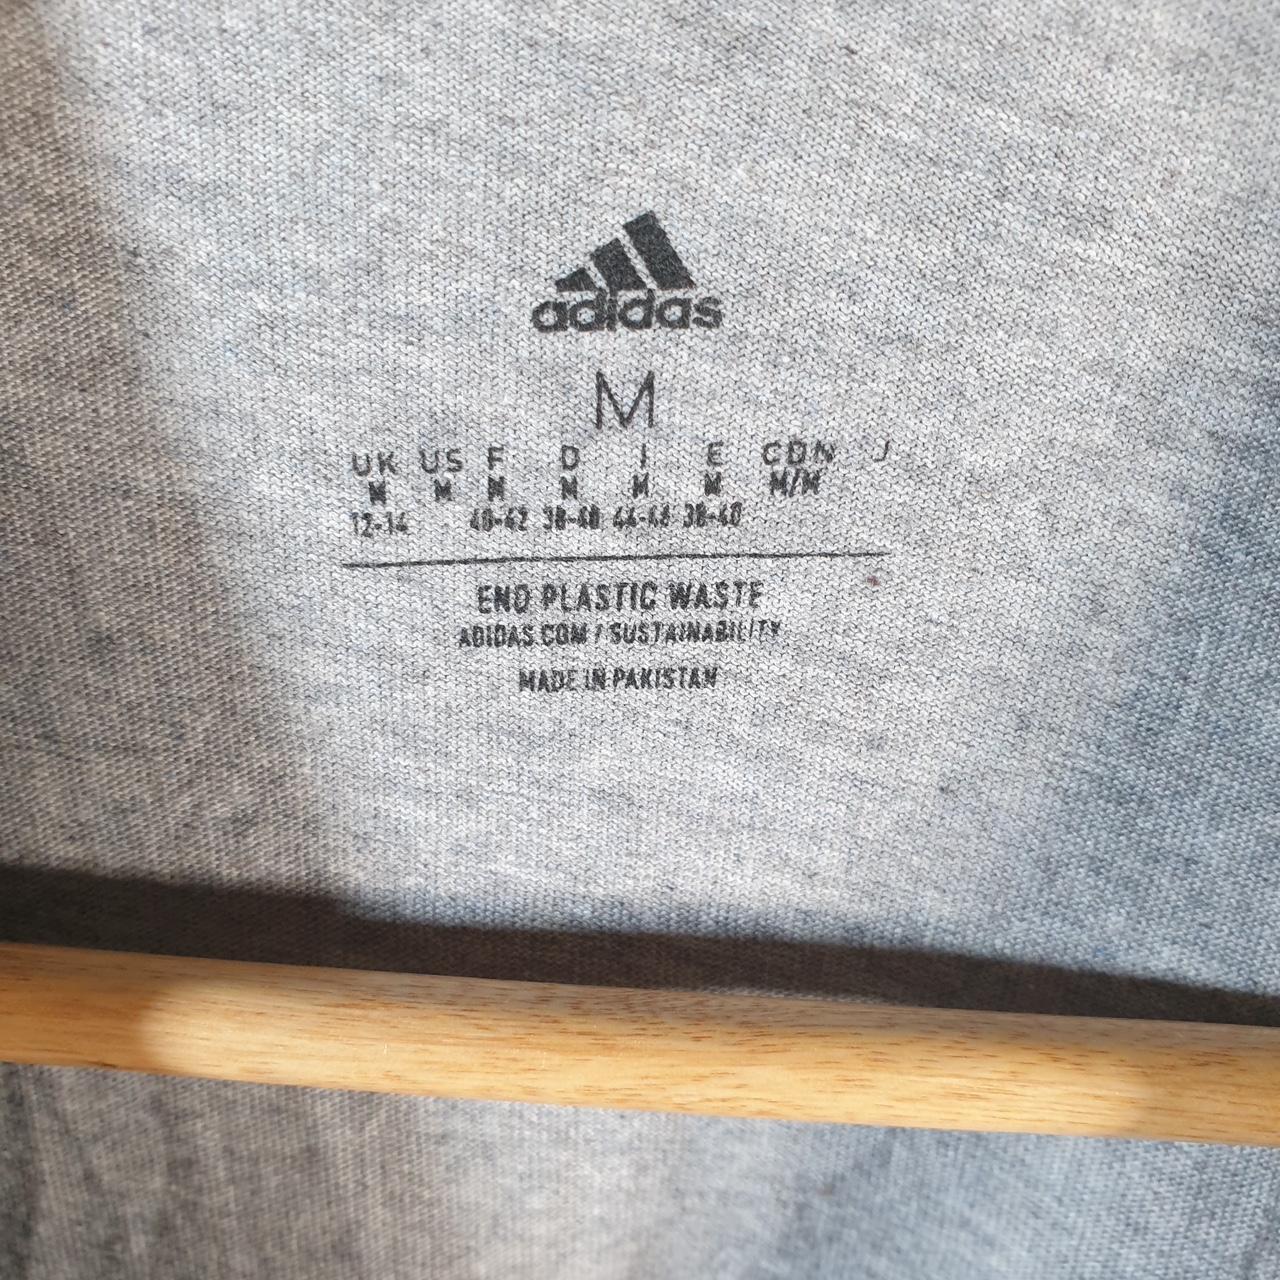 adidas
M
UK US F D I E CDN J
M M M M M M M/M
12-14 40-42 38-40 44-46 38-40
END PLASTIC WASTE
ADIDAS.COM / SUSTAINABILITY
MADE IN PAKISTAN